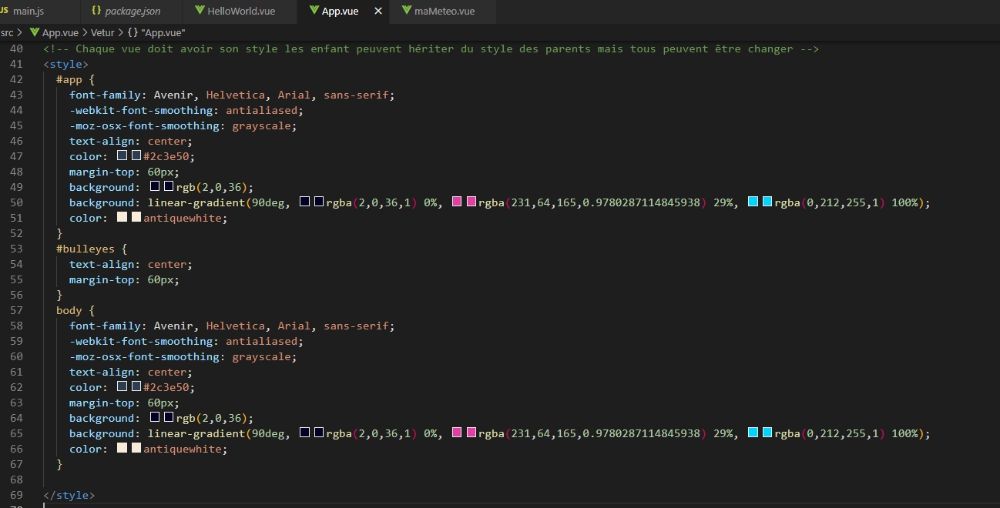 JS main.js {} package.json HelloWorld.vue App.vue × maMeteo.vue
src > App.vue > Vetur > {} "App.vue"
40 <!-- Chaque vue doit avoir son style les enfant peuvent hériter du style des parents mais tous peuvent être changer -->
41 <style>
42 #app {
43 font-family: Avenir, Helvetica, Arial, sans-serif;
44 -webkit-font-smoothing: antialiased;
45 -moz-osx-font-smoothing: grayscale;
46 text-align: center;
47 color: #2c3e50;
48 margin-top: 60px;
49 background: rgb(2,0,36);
50 background: linear-gradient(90deg, rgba(2,0,36,1) 0%, rgba(231,64,165,0.9780287114845938) 29%, rgba(0,212,255,1) 100%);
51 color: antiquewhite;
52 }
53 #bulleyes {
54 text-align: center;
55 margin-top: 60px;
56 }
57 body {
58 font-family: Avenir, Helvetica, Arial, sans-serif;
59 -webkit-font-smoothing: antialiased;
60 -moz-osx-font-smoothing: grayscale;
61 text-align: center;
62 color: #2c3e50;
63 margin-top: 60px;
64 background: rgb(2,0,36);
65 background: linear-gradient(90deg, rgba(2,0,36,1) 0%, rgba(231,64,165,0.9780287114845938) 29%, rgba(0,212,255,1) 100%);
66 color: antiquewhite;
67 }
68
69 </style>